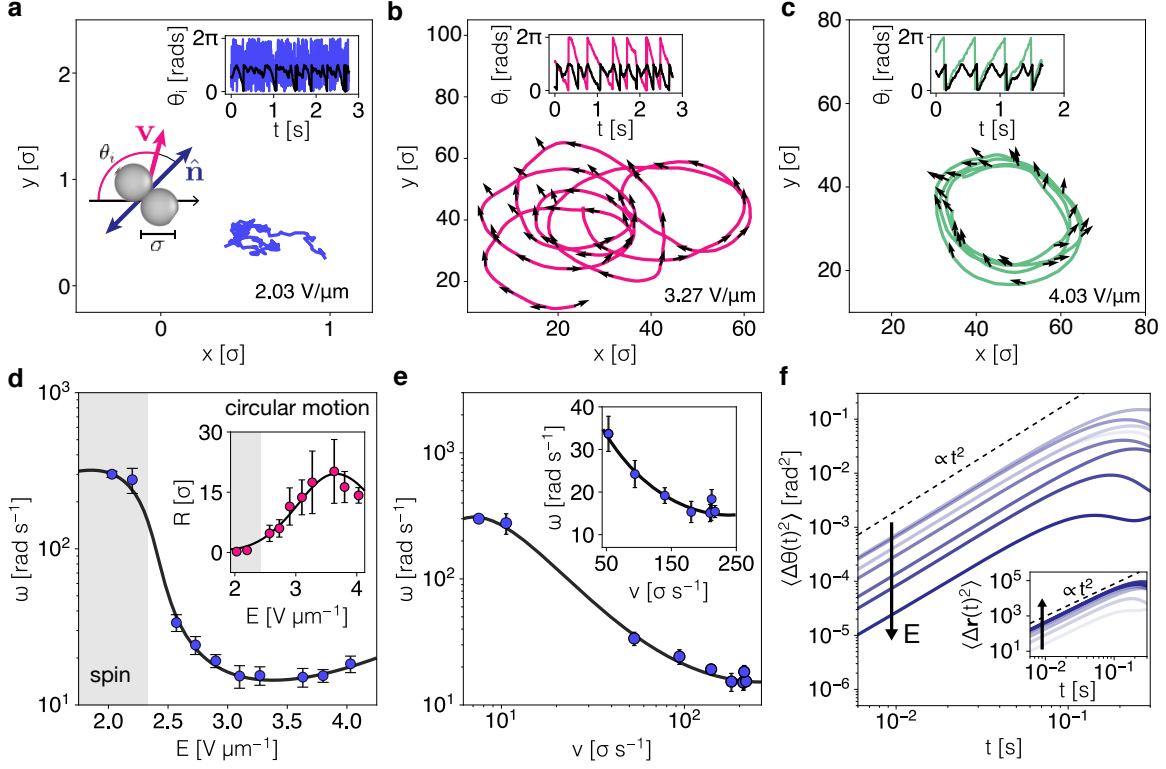 a
y [σ]
2
1
0
0
1
x [σ]
θᵢ [rads]
2π
0
0 1 2 3
t [s]
v
θᵢ
n̂
σ
2.03 V/μm
b
y [σ]
100
80
60
40
20
20 40 60
x [σ]
θᵢ [rads]
2π
0
0 1 2 3
t [s]
3.27 V/μm
c
y [σ]
80
60
40
20
20 40 60 80
x [σ]
θᵢ [rads]
2π
0
0 1 2
t [s]
4.03 V/μm
d
ω [rad s⁻¹]
10³
10²
10¹
2.0 2.5 3.0 3.5 4.0
E [V μm⁻¹]
spin
circular motion
R [σ]
30
15
0
2 3 4
E [V μm⁻¹]
e
ω [rad s⁻¹]
10³
10²
10¹
10¹ 10²
v [σ s⁻¹]
ω [rad s⁻¹]
40
30
20
10
50 150 250
v [σ s⁻¹]
f
⟨Δθ(t)²⟩ [rad²]
10⁻¹
10⁻²
10⁻³
10⁻⁴
10⁻⁵
10⁻⁶
10⁻² 10⁻¹
t [s]
∝t²
E
⟨Δr(t)²⟩
10⁵
10³
10¹
∝t²
10⁻² 10⁻¹
t [s]